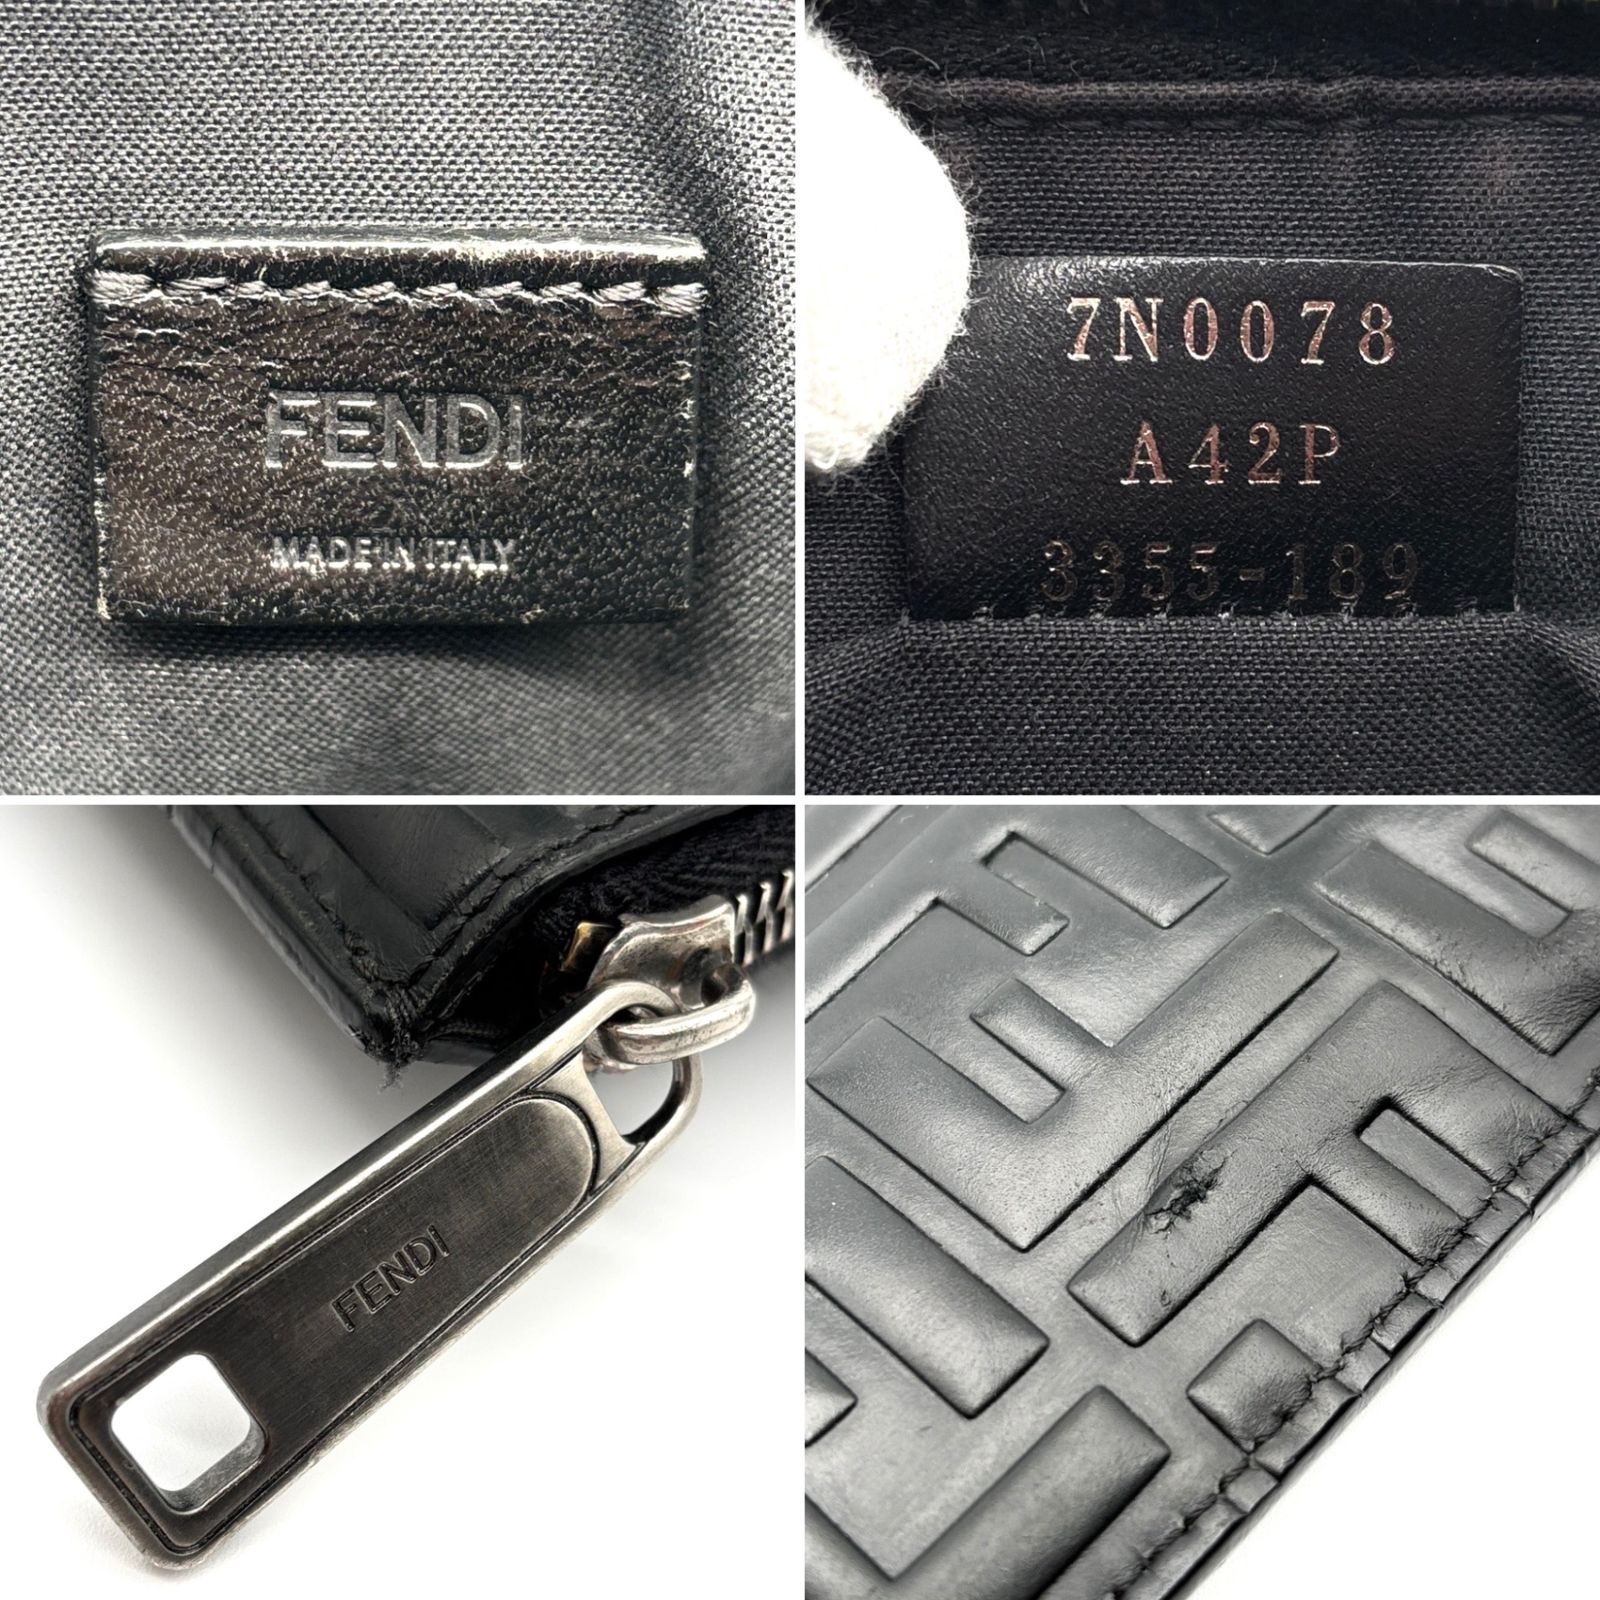 FENDI
MADE IN ITALY
7N0078
A42P
3355-189
FENDI